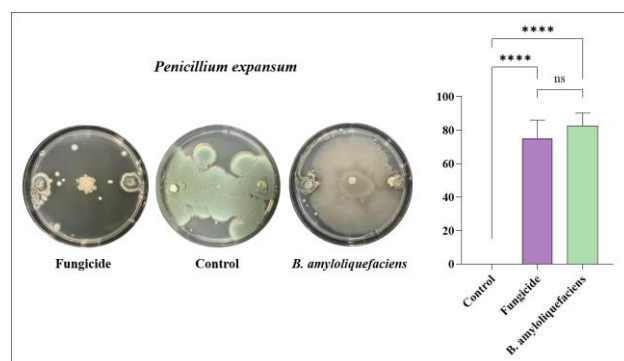 Penicillium expansum
Fungicide
Control
B. amyloliquefaciens
****
****
ns
100
80
60
40
20
0
Control
Fungicide
B. amyloliquefaciens